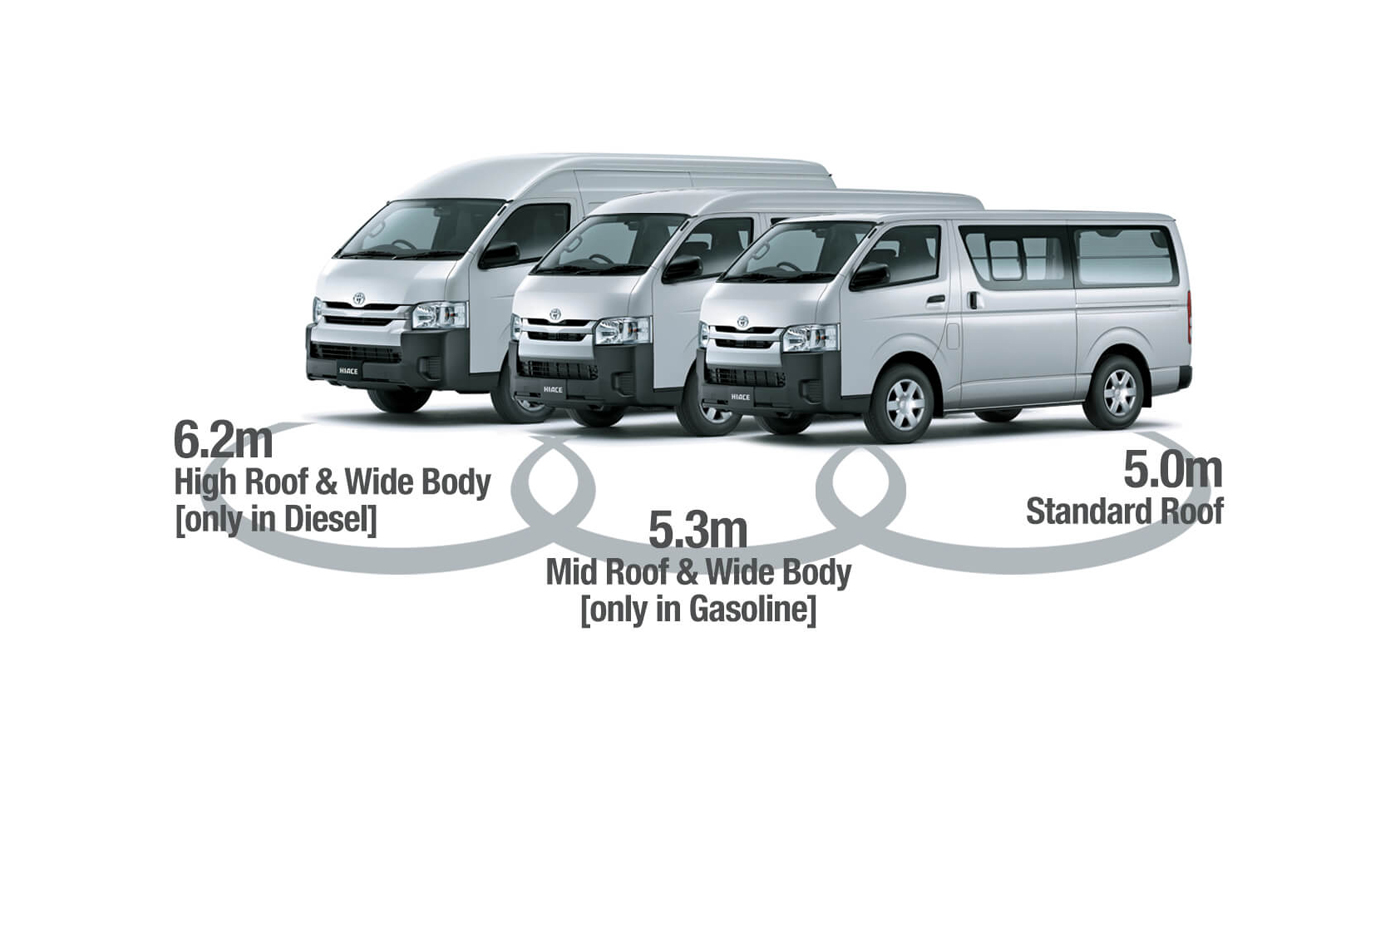 HIACE
HIACE
HIACE
6.2m
High Roof & Wide Body
[only in Diesel]
5.3m
Mid Roof & Wide Body
[only in Gasoline]
5.0m
Standard Roof